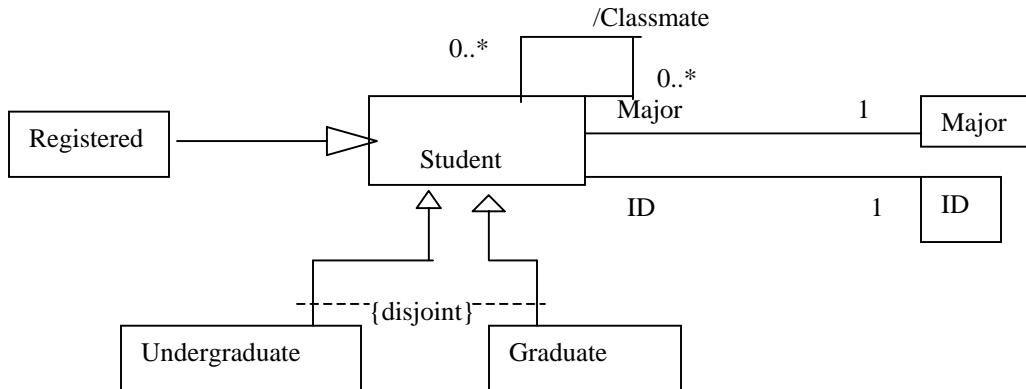 /Classmate
0..*
0..*
Major
1
Major
Registered
Student
ID
1
ID
{disjoint}
Undergraduate
Graduate